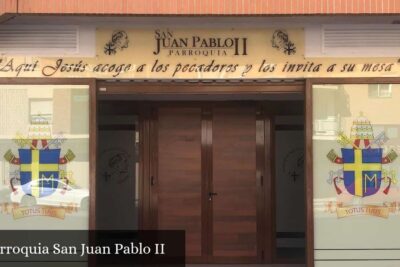 SAN
JUAN PABLO II
PARROQUIA
"Aquí Jesús acoge a los pecadores y los invita a su mesa"
M
M
TOTUS TUUS
TOTUS TUUS
rroquia San Juan Pablo II